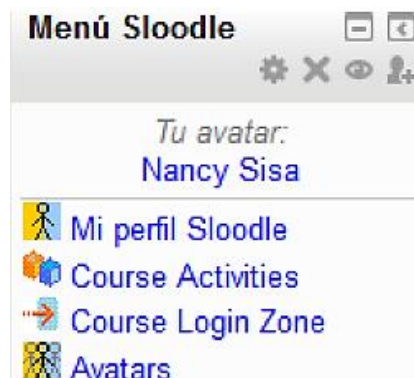 Menú Sloodle
Tu avatar:
Nancy Sisa
Mi perfil Sloodle
Course Activities
Course Login Zone
Avatars